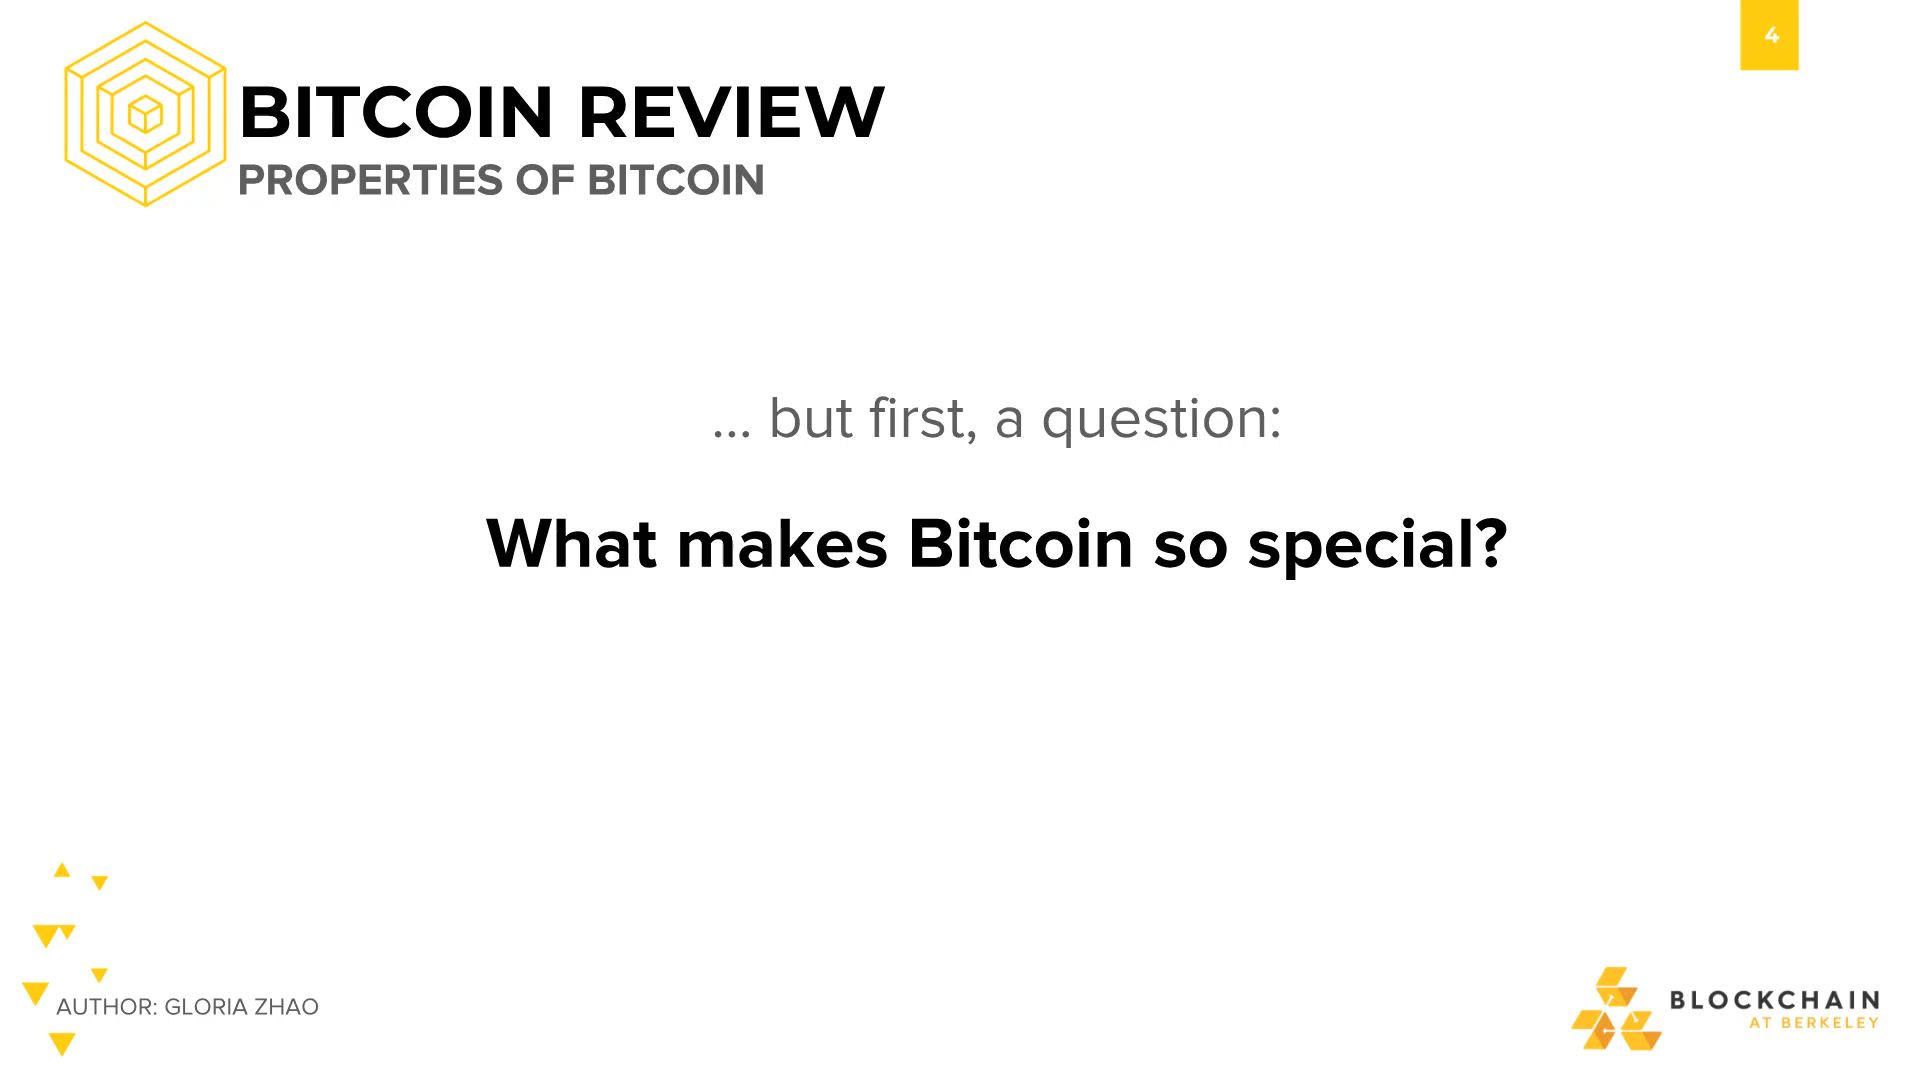 4
BITCOIN REVIEW
PROPERTIES OF BITCOIN
... but first, a question:
What makes Bitcoin so special?
AUTHOR: GLORIA ZHAO
BLOCKCHAIN
AT BERKELEY